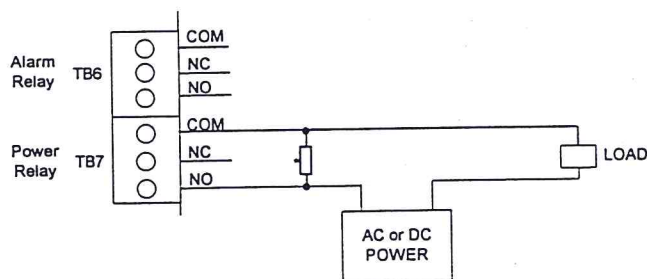 COM
Alarm
Relay
TB6
NC
NO
COM
Power
Relay
TB7
NC
NO
LOAD
AC or DC
POWER